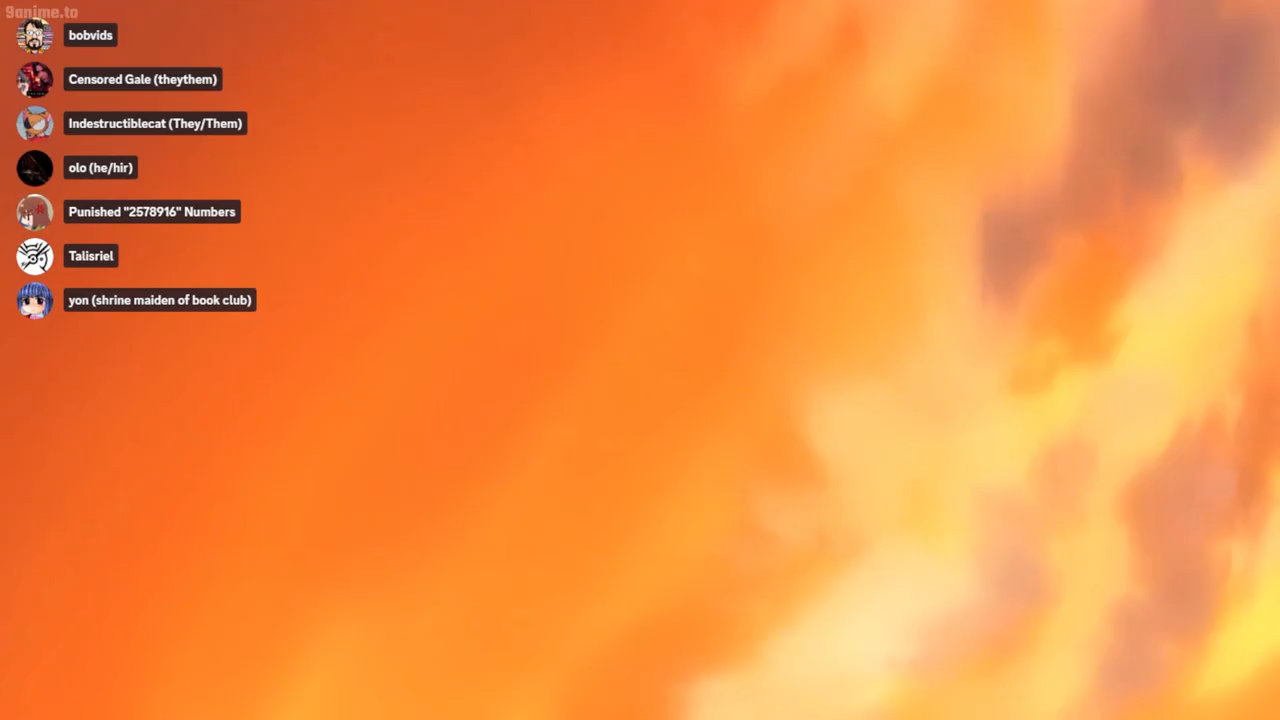 9anime.to
bobvids
Censored Gale (theythem)
Indestructiblecat (They/Them)
olo (he/hir)
Punished "2578916" Numbers
Talisriel
yon (shrine maiden of book club)